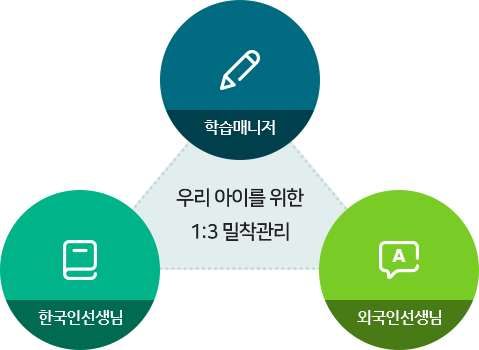 학습매니저
우리 아이를 위한
1:3 밀착관리
A
한국인선생님
외국인선생님